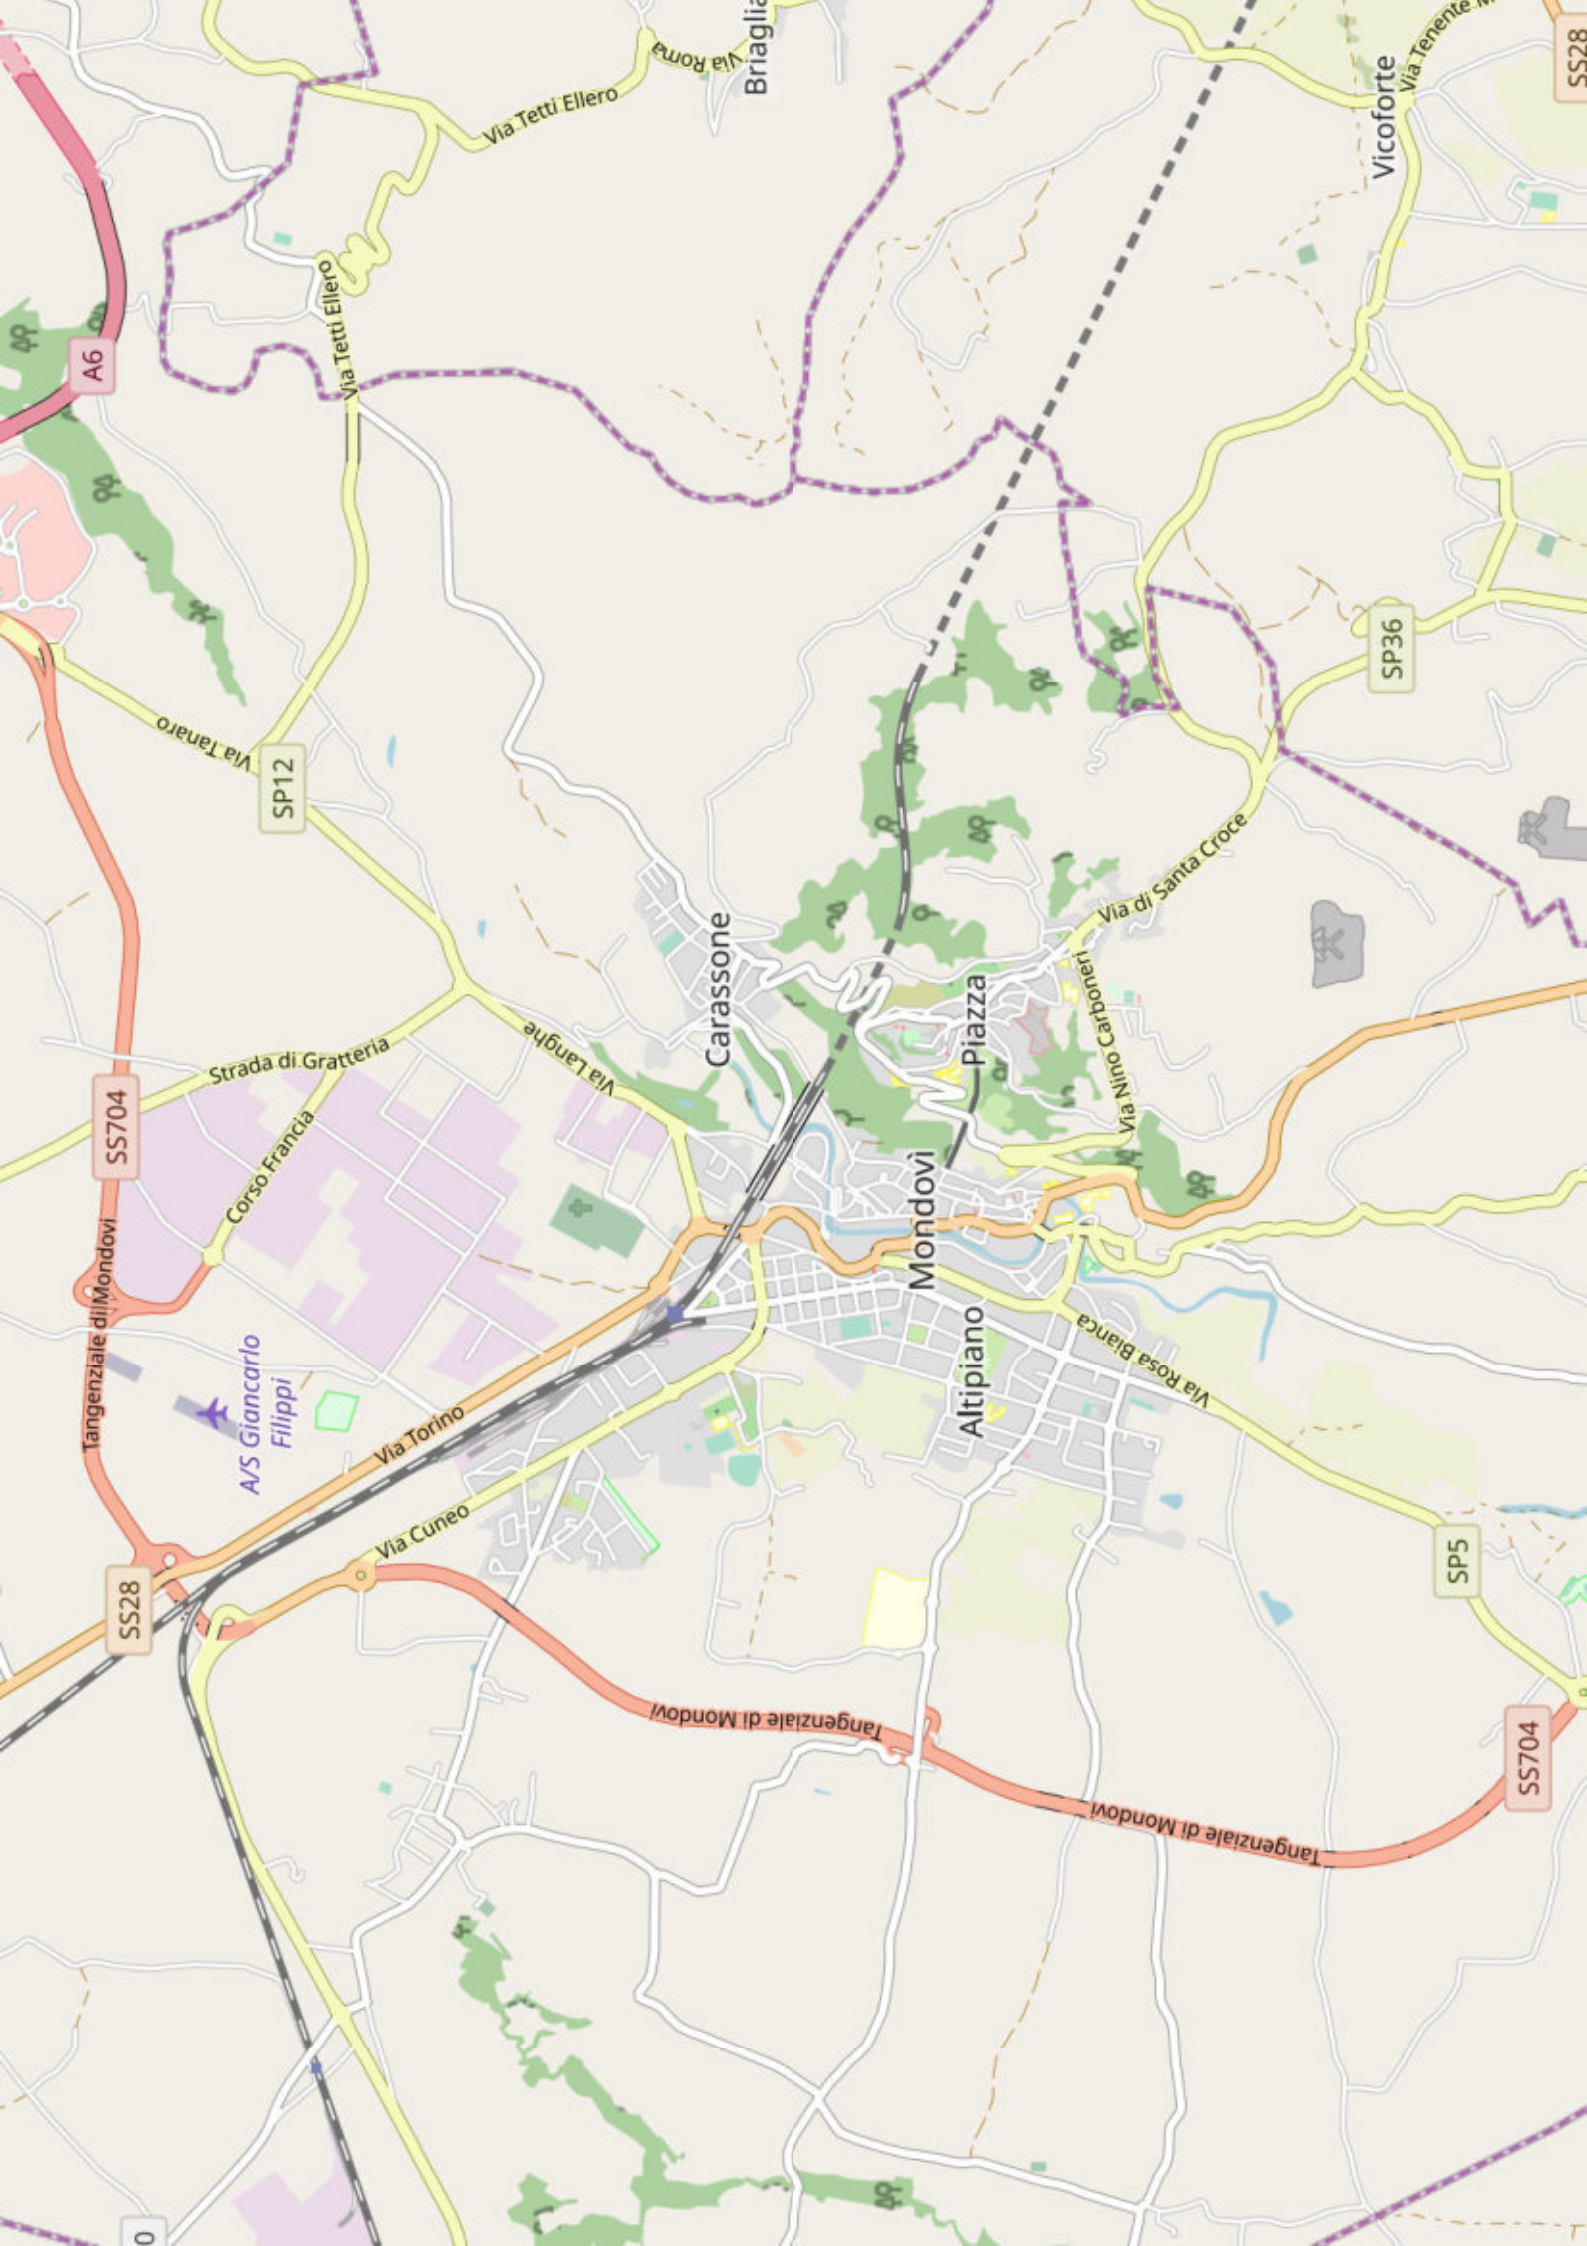 A6
SP12
Via Tanaro
Via Tetti Ellero
Via Tetti Ellero
Via Roma
Briaglia
Vicoforte
Via Tenente M
SS28
SP36
Via di Santa Croce
Via Nino Carboneri
Carassone
Piazza
Mondovì
Altipiano
Via Langhe
Strada di Gratteria
Corso Francia
SS704
Tangenziale di Mondovì
A/S Giancarlo
Filippi
Via Torino
Via Cuneo
SS28
Via Rosa Bianca
SP5
SS704
Tangenziale di Mondovì
Tangenziale di Mondovì
0